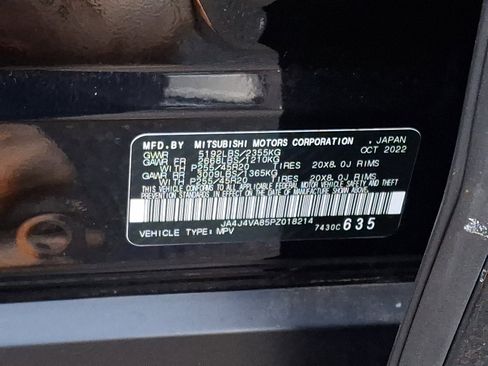 MFD.BY MITSUBISHI MOTORS CORPORATION, JAPAN
GVWR 5192LBS/2355KG OCT 2022
GAWR FR 2668LBS/1210KG
WITH P255/45R20 TIRES 20X8.0J RIMS
GAWR RR 3009LBS/1365KG
WITH P255/45R20 TIRES 20X8.0J RIMS
THIS VEHICLE CONFORMS TO ALL APPLICABLE FEDERAL MOTOR VEHICLE SAFETY
AND THEFT PREVENTION STANDARDS IN EFFECT ON THE DATE OF MANUFACTURE SHOWN ABOVE.
JA4J4VA85PZ018214
VEHICLE TYPE: MPV 7430C 635